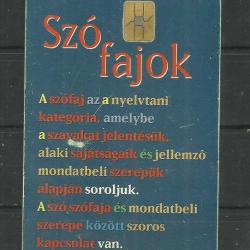 Szó
fajok
A szófaj az a nyelvtani
kategória, amelybe
a szavakat jelentésük,
alaki sajátságaik és jellemző
mondatbeli szerepük
alapján soroljuk.
A szó szófaja és mondatbeli
szerepe között szoros
kapcsolat van.